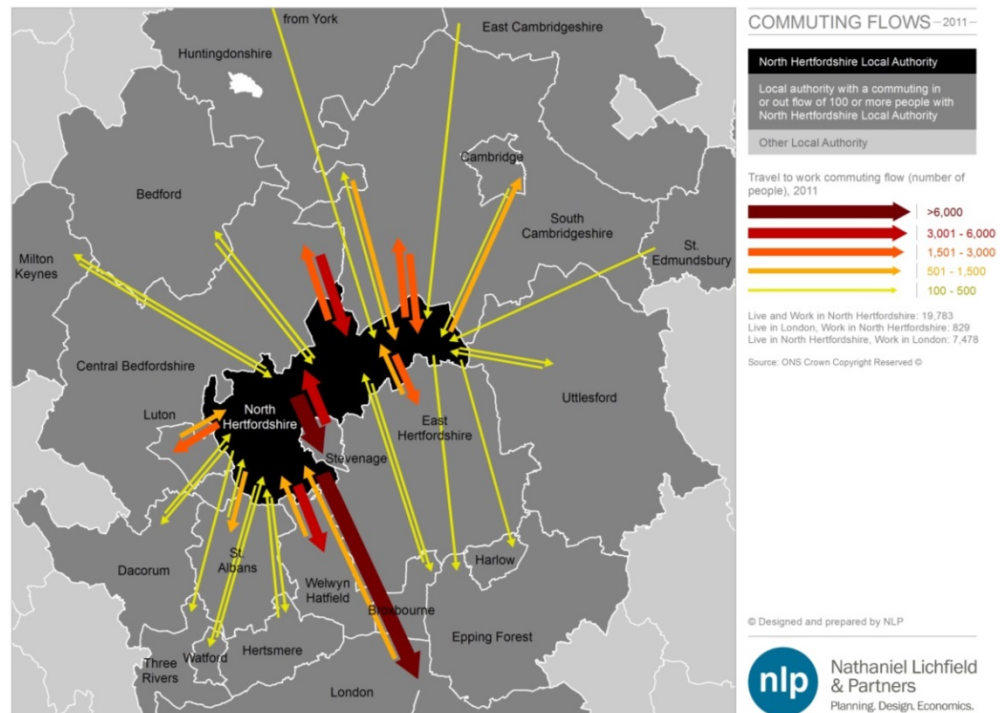 from York
East Cambridgeshire
Huntingdonshire
Cambridge
Bedford
South
Cambridgeshire
St.
Edmundsbury
Milton
Keynes
Central Bedfordshire
Luton
North
Hertfordshire
East
Hertfordshire
Uttlesford
Stevenage
Dacorum
St.
Albans
Welwyn
Hatfield
Harlow
Broxbourne
Epping Forest
Three
Rivers
Watford
Hertsmere
London
COMMUTING FLOWS – 2011 –
North Hertfordshire Local Authority
Local authority with a commuting in
or out flow of 100 or more people with
North Hertfordshire Local Authority
Other Local Authority
Travel to work commuting flow (number of
people), 2011
>6,000
3,001 - 6,000
1,501 - 3,000
501 - 1,500
100 - 500
Live and Work in North Hertfordshire: 19,783
Live in London, Work in North Hertfordshire: 829
Live in North Hertfordshire, Work in London: 7,478
Source: ONS Crown Copyright Reserved ©
© Designed and prepared by NLP
nlp
Nathaniel Lichfield
& Partners
Planning. Design. Economics.